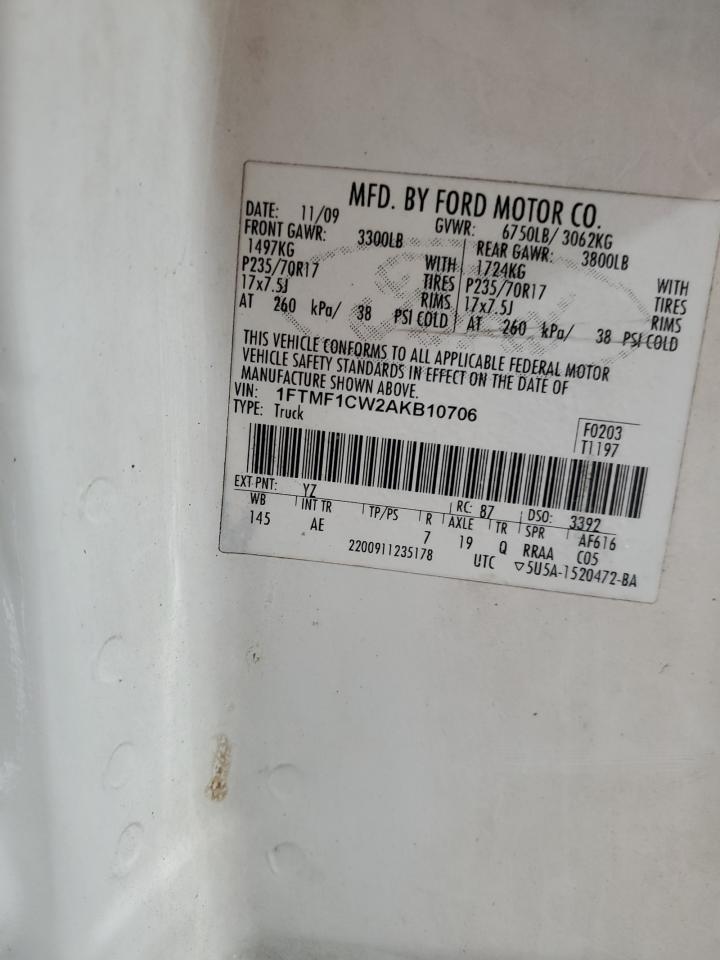 MFD. BY FORD MOTOR CO.
DATE: 11/09 GVWR: 6750LB/ 3062KG
FRONT GAWR: 3300LB REAR GAWR: 3800LB
1497KG WITH 1724KG WITH
P235/70R17 TIRES P235/70R17 TIRES
17x7.5J RIMS 17x7.5J RIMS
AT 260 kPa/ 38 PSI COLD AT 260 kPa/ 38 PSI COLD
THIS VEHICLE CONFORMS TO ALL APPLICABLE FEDERAL MOTOR
VEHICLE SAFETY STANDARDS IN EFFECT ON THE DATE OF
MANUFACTURE SHOWN ABOVE.
VIN: 1FTMF1CW2AKB10706
TYPE: Truck
F0203
T1197
EXT PNT: YZ RC: 87 DSO: 3392
WB INT TR TP/PS R AXLE TR SPR AF616
145 AE 7 19 Q RRAA C05
2200911235178 UTC ▽5U5A-1520472-BA